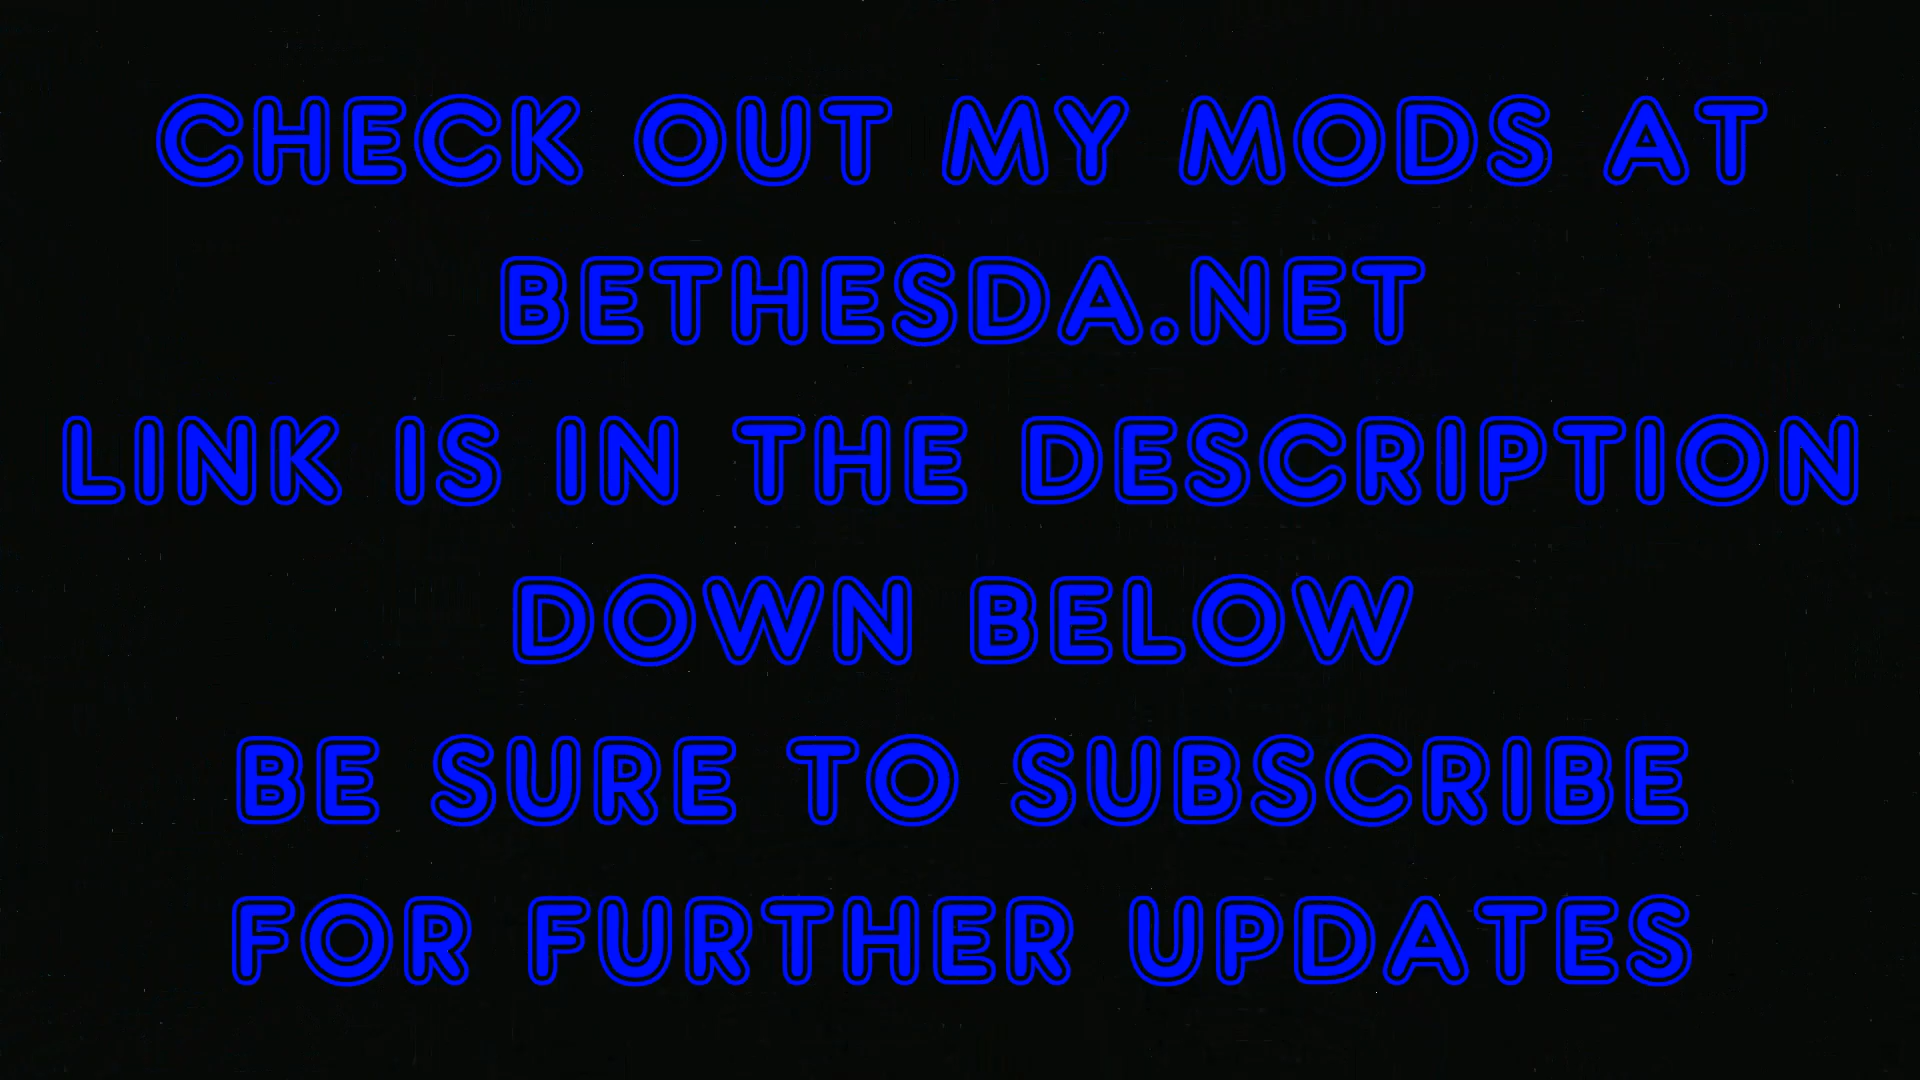 CHECK OUT MY MODS AT
BETHESDA.NET
LINK IS IN THE DESCRIPTION
DOWN BELOW
BE SURE TO SUBSCRIBE
FOR FURTHER UPDATES